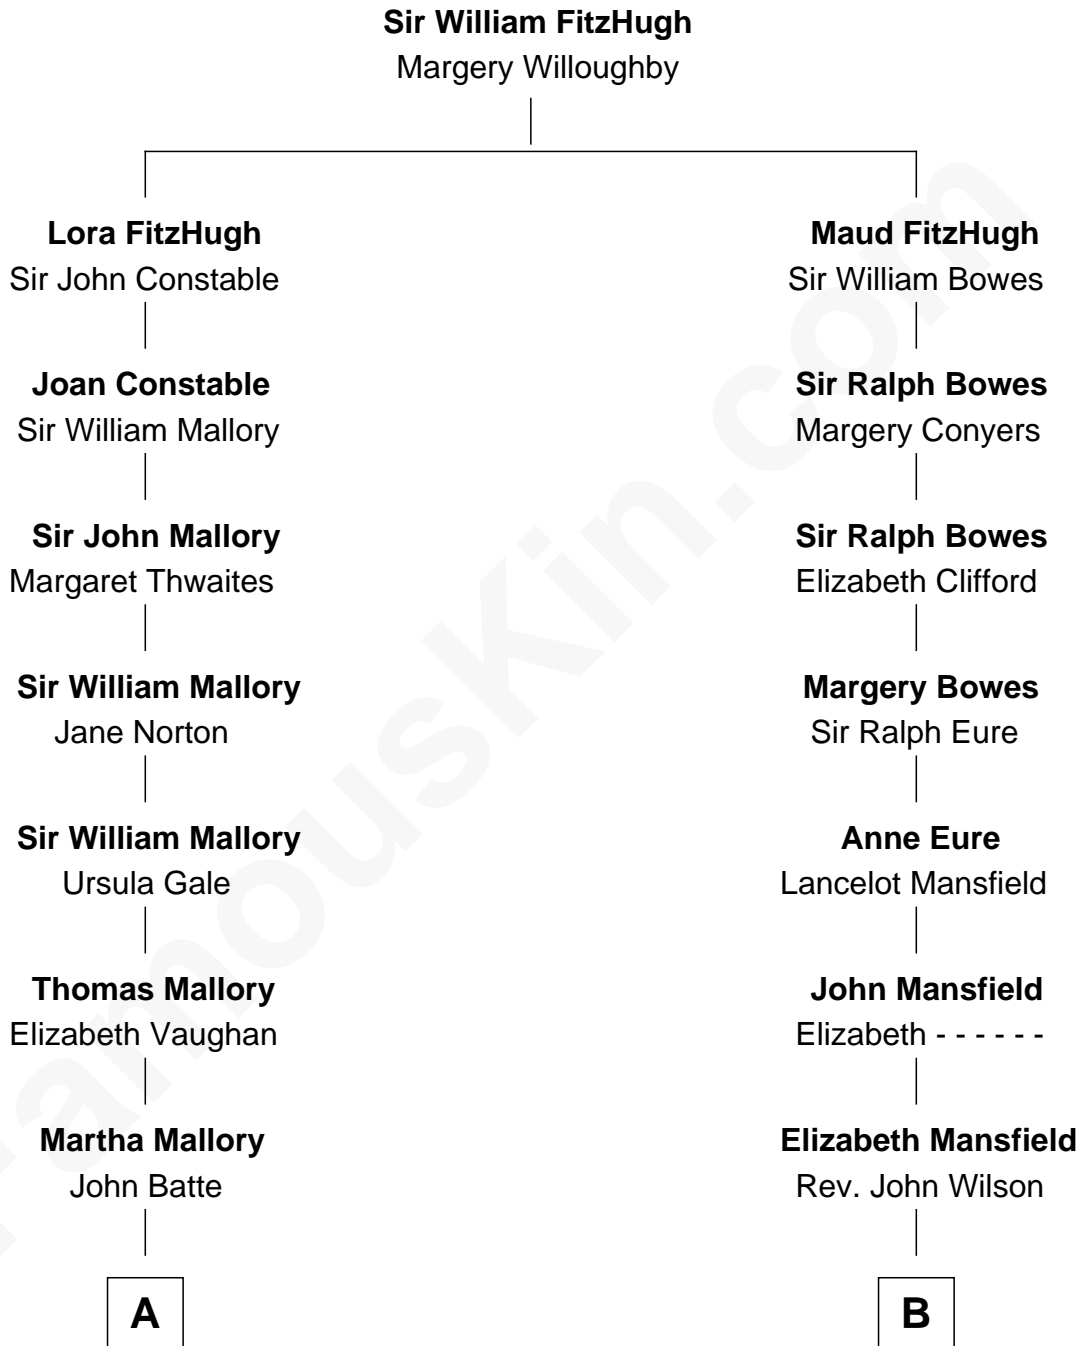 Sir William FitzHugh
Margery Willoughby
Lora FitzHugh
Sir John Constable
Maud FitzHugh
Sir William Bowes
Joan Constable
Sir William Mallory
Sir Ralph Bowes
Margery Conyers
Sir John Mallory
Margaret Thwaites
Sir Ralph Bowes
Elizabeth Clifford
Sir William Mallory
Jane Norton
Margery Bowes
Sir Ralph Eure
Sir William Mallory
Ursula Gale
Anne Eure
Lancelot Mansfield
Thomas Mallory
Elizabeth Vaughan
John Mansfield
Elizabeth - - - - - -
Martha Mallory
John Batte
Elizabeth Mansfield
Rev. John Wilson
A
B
FamousKin.com